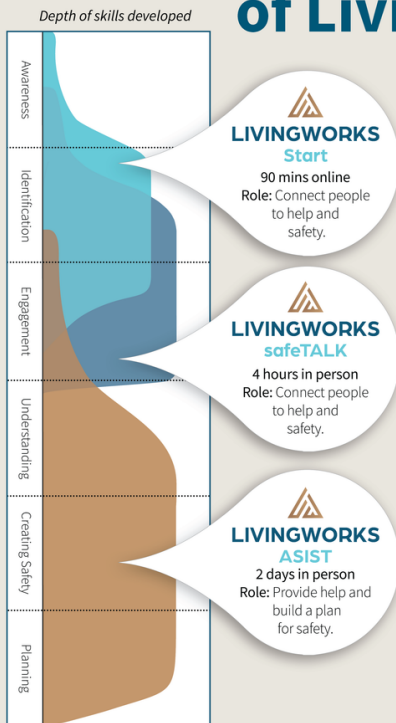 Depth of skills developed
of LIV
Awareness
Identification
Engagement
Understanding
Creating Safety
Planning
LIVINGWORKS
Start
90 mins online
Role: Connect people
to help and
safety.
LIVINGWORKS
safeTALK
4 hours in person
Role: Connect people
to help and
safety.
LIVINGWORKS
ASIST
2 days in person
Role: Provide help and
build a plan
for safety.